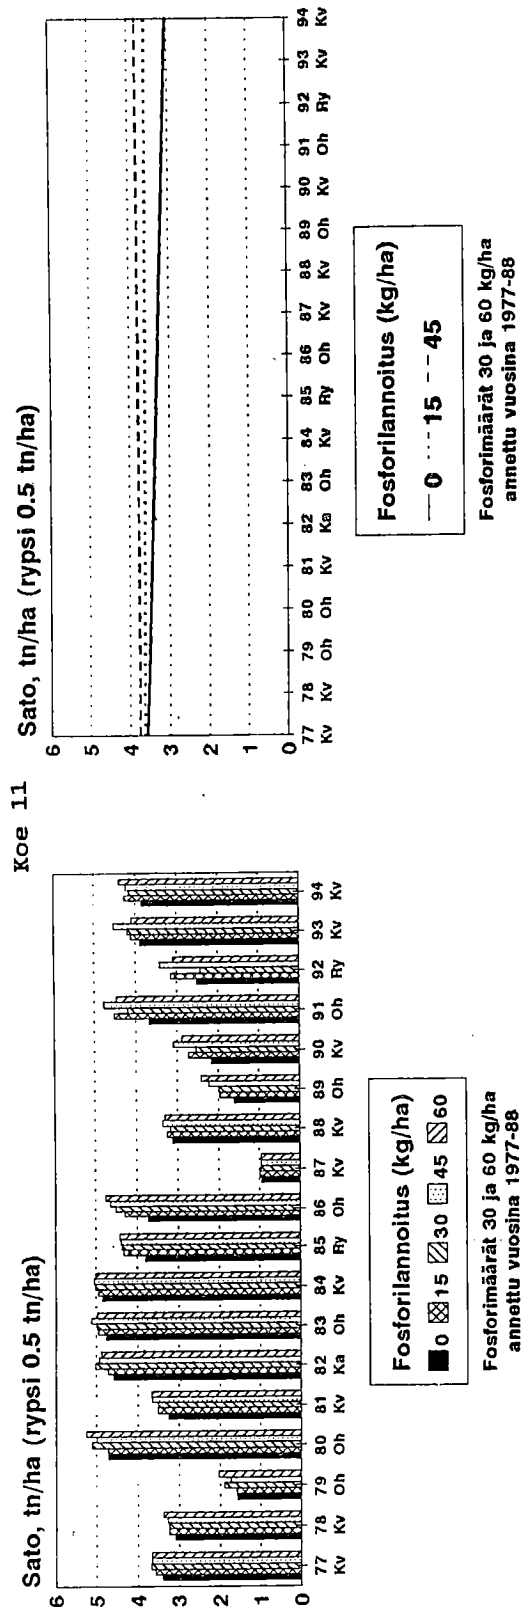 Koe 11
Sato, tn/ha (rypsi 0.5 tn/ha)
6
5
4
3
2
1
0
77 78 79 80 81 82 83 84 85 86 87 88 89 90 91 92 93 94
Kv Kv Oh Oh Kv Ka Oh Kv Ry Oh Kv Kv Oh Kv Oh Ry Kv Kv
Fosforilannoitus (kg/ha)
0 15 30 45 60
Fosforimäärät 30 ja 60 kg/ha
annettu vuosina 1977-88
Sato, tn/ha (rypsi 0.5 tn/ha)
6
5
4
3
2
1
0
77 78 79 80 81 82 83 84 85 86 87 88 89 90 91 92 93 94
Kv Kv Oh Oh Kv Ka Oh Kv Ry Oh Kv Kv Oh Kv Oh Ry Kv Kv
Fosforilannoitus (kg/ha)
0 15 45
Fosforimäärät 30 ja 60 kg/ha
annettu vuosina 1977-88